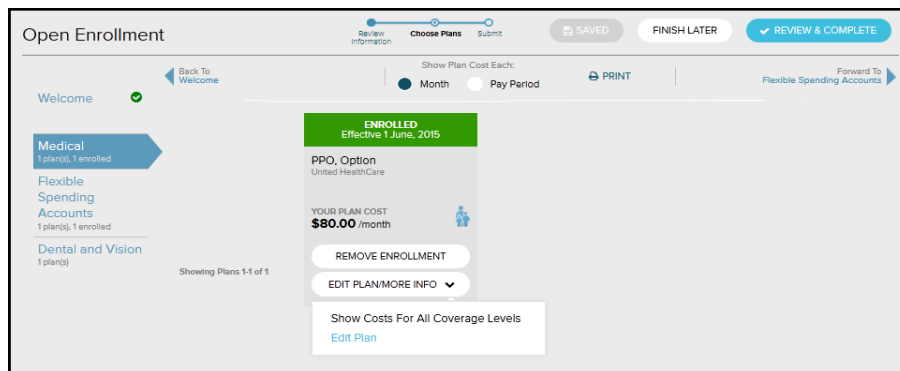 Open Enrollment
Review
Information
Choose Plans
Submit
SAVED
FINISH LATER
REVIEW & COMPLETE
Back To
Welcome
Show Plan Cost Each:
Month
Pay Period
PRINT
Forward To
Flexible Spending Accounts
Welcome
Medical
1 plan(s), 1 enrolled
Flexible
Spending
Accounts
1 plan(s), 1 enrolled
Dental and Vision
1 plan(s)
Showing Plans 1-1 of 1
ENROLLED
Effective 1 June, 2015
PPO, Option
United HealthCare
YOUR PLAN COST
$80.00 /month
REMOVE ENROLLMENT
EDIT PLAN/MORE INFO
Show Costs For All Coverage Levels
Edit Plan